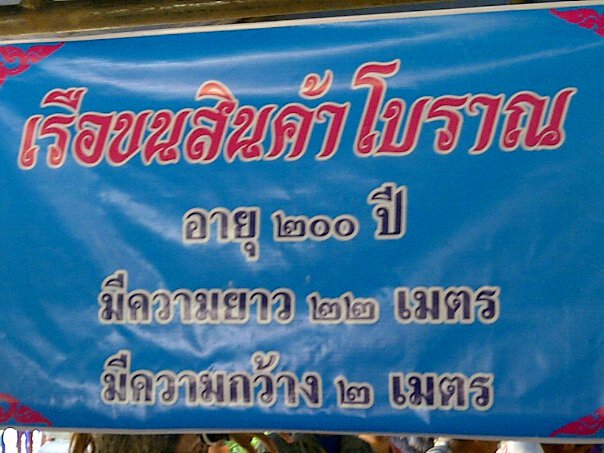 เรือขนสินค้าโบราณ
อายุ ๒๐๐ ปี
มีความยาว ๒๒ เมตร
มีความกว้าง ๒ เมตร